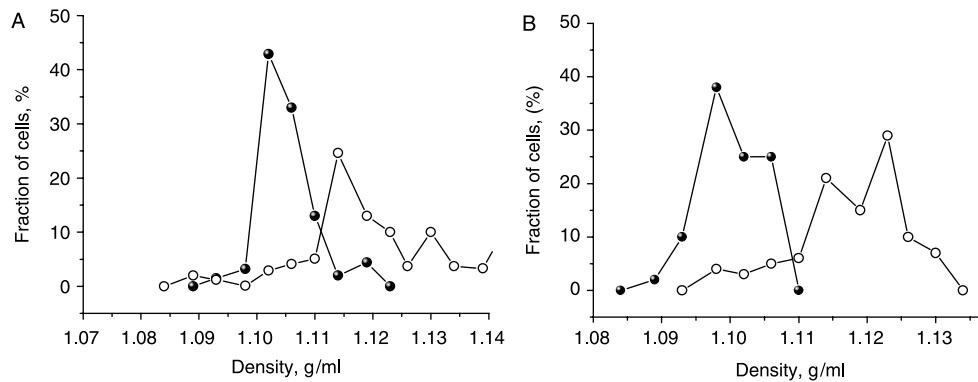 A
Fraction of cells, %
50
40
30
20
10
0
1.07 1.08 1.09 1.10 1.11 1.12 1.13 1.14
Density, g/ml
B
Fraction of cells, (%)
50
40
30
20
10
0
1.08 1.09 1.10 1.11 1.12 1.13
Density, g/ml